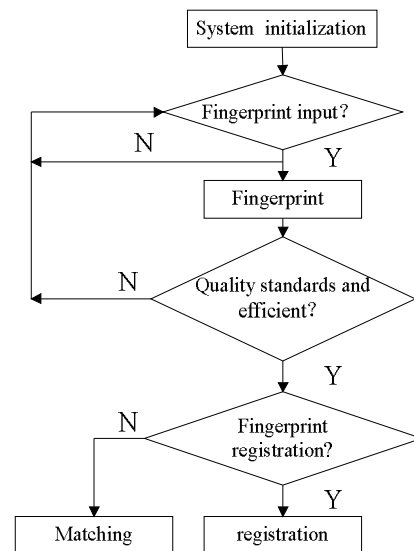 System initialization
Fingerprint input?
N
Y
Fingerprint
Quality standards and
efficient?
N
Y
Fingerprint
registration?
N
Y
Matching
registration